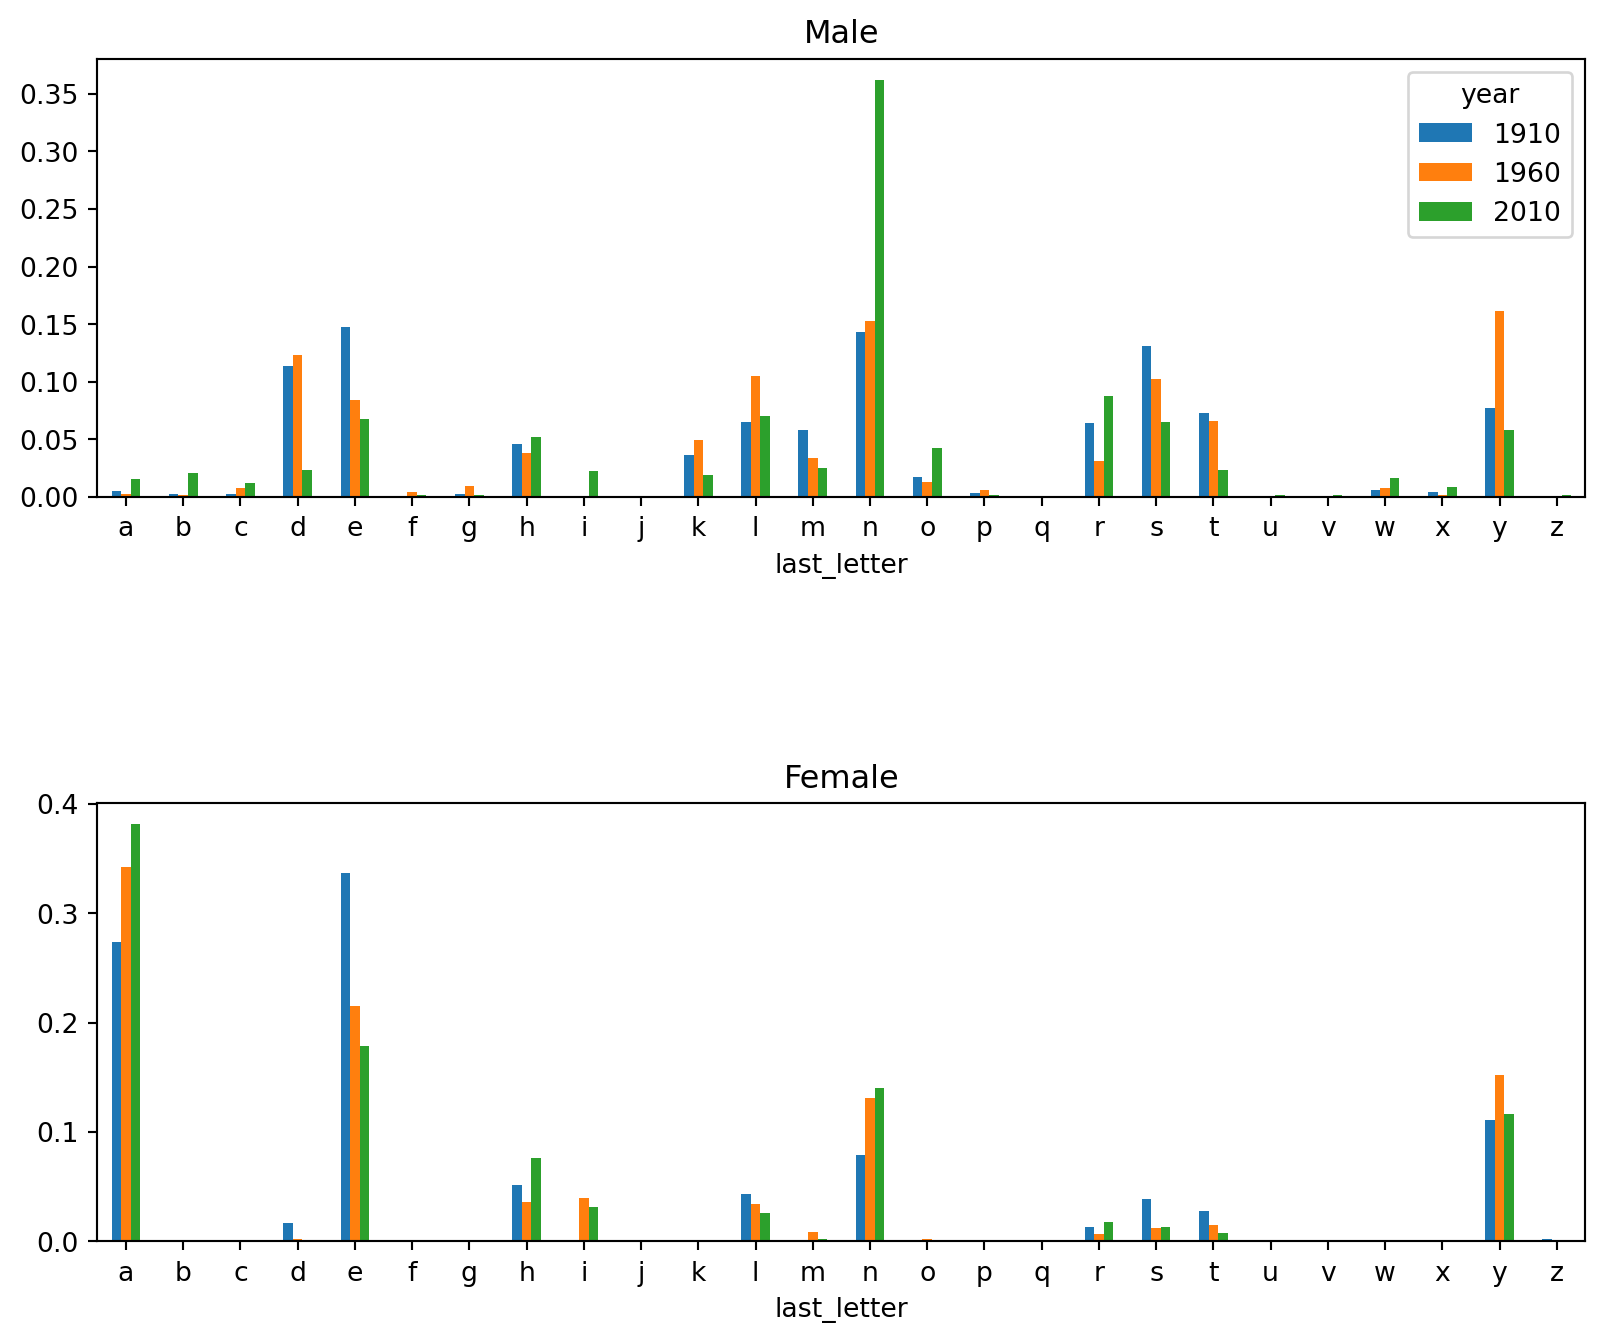 Male
0.35
0.30
0.25
0.20
0.15
0.10
0.05
0.00
year
1910
1960
2010
a b c d e f g h i j k l m n o p q r s t u v w x y z
last_letter
Female
0.4
0.3
0.2
0.1
0.0
a b c d e f g h i j k l m n o p q r s t u v w x y z
last_letter